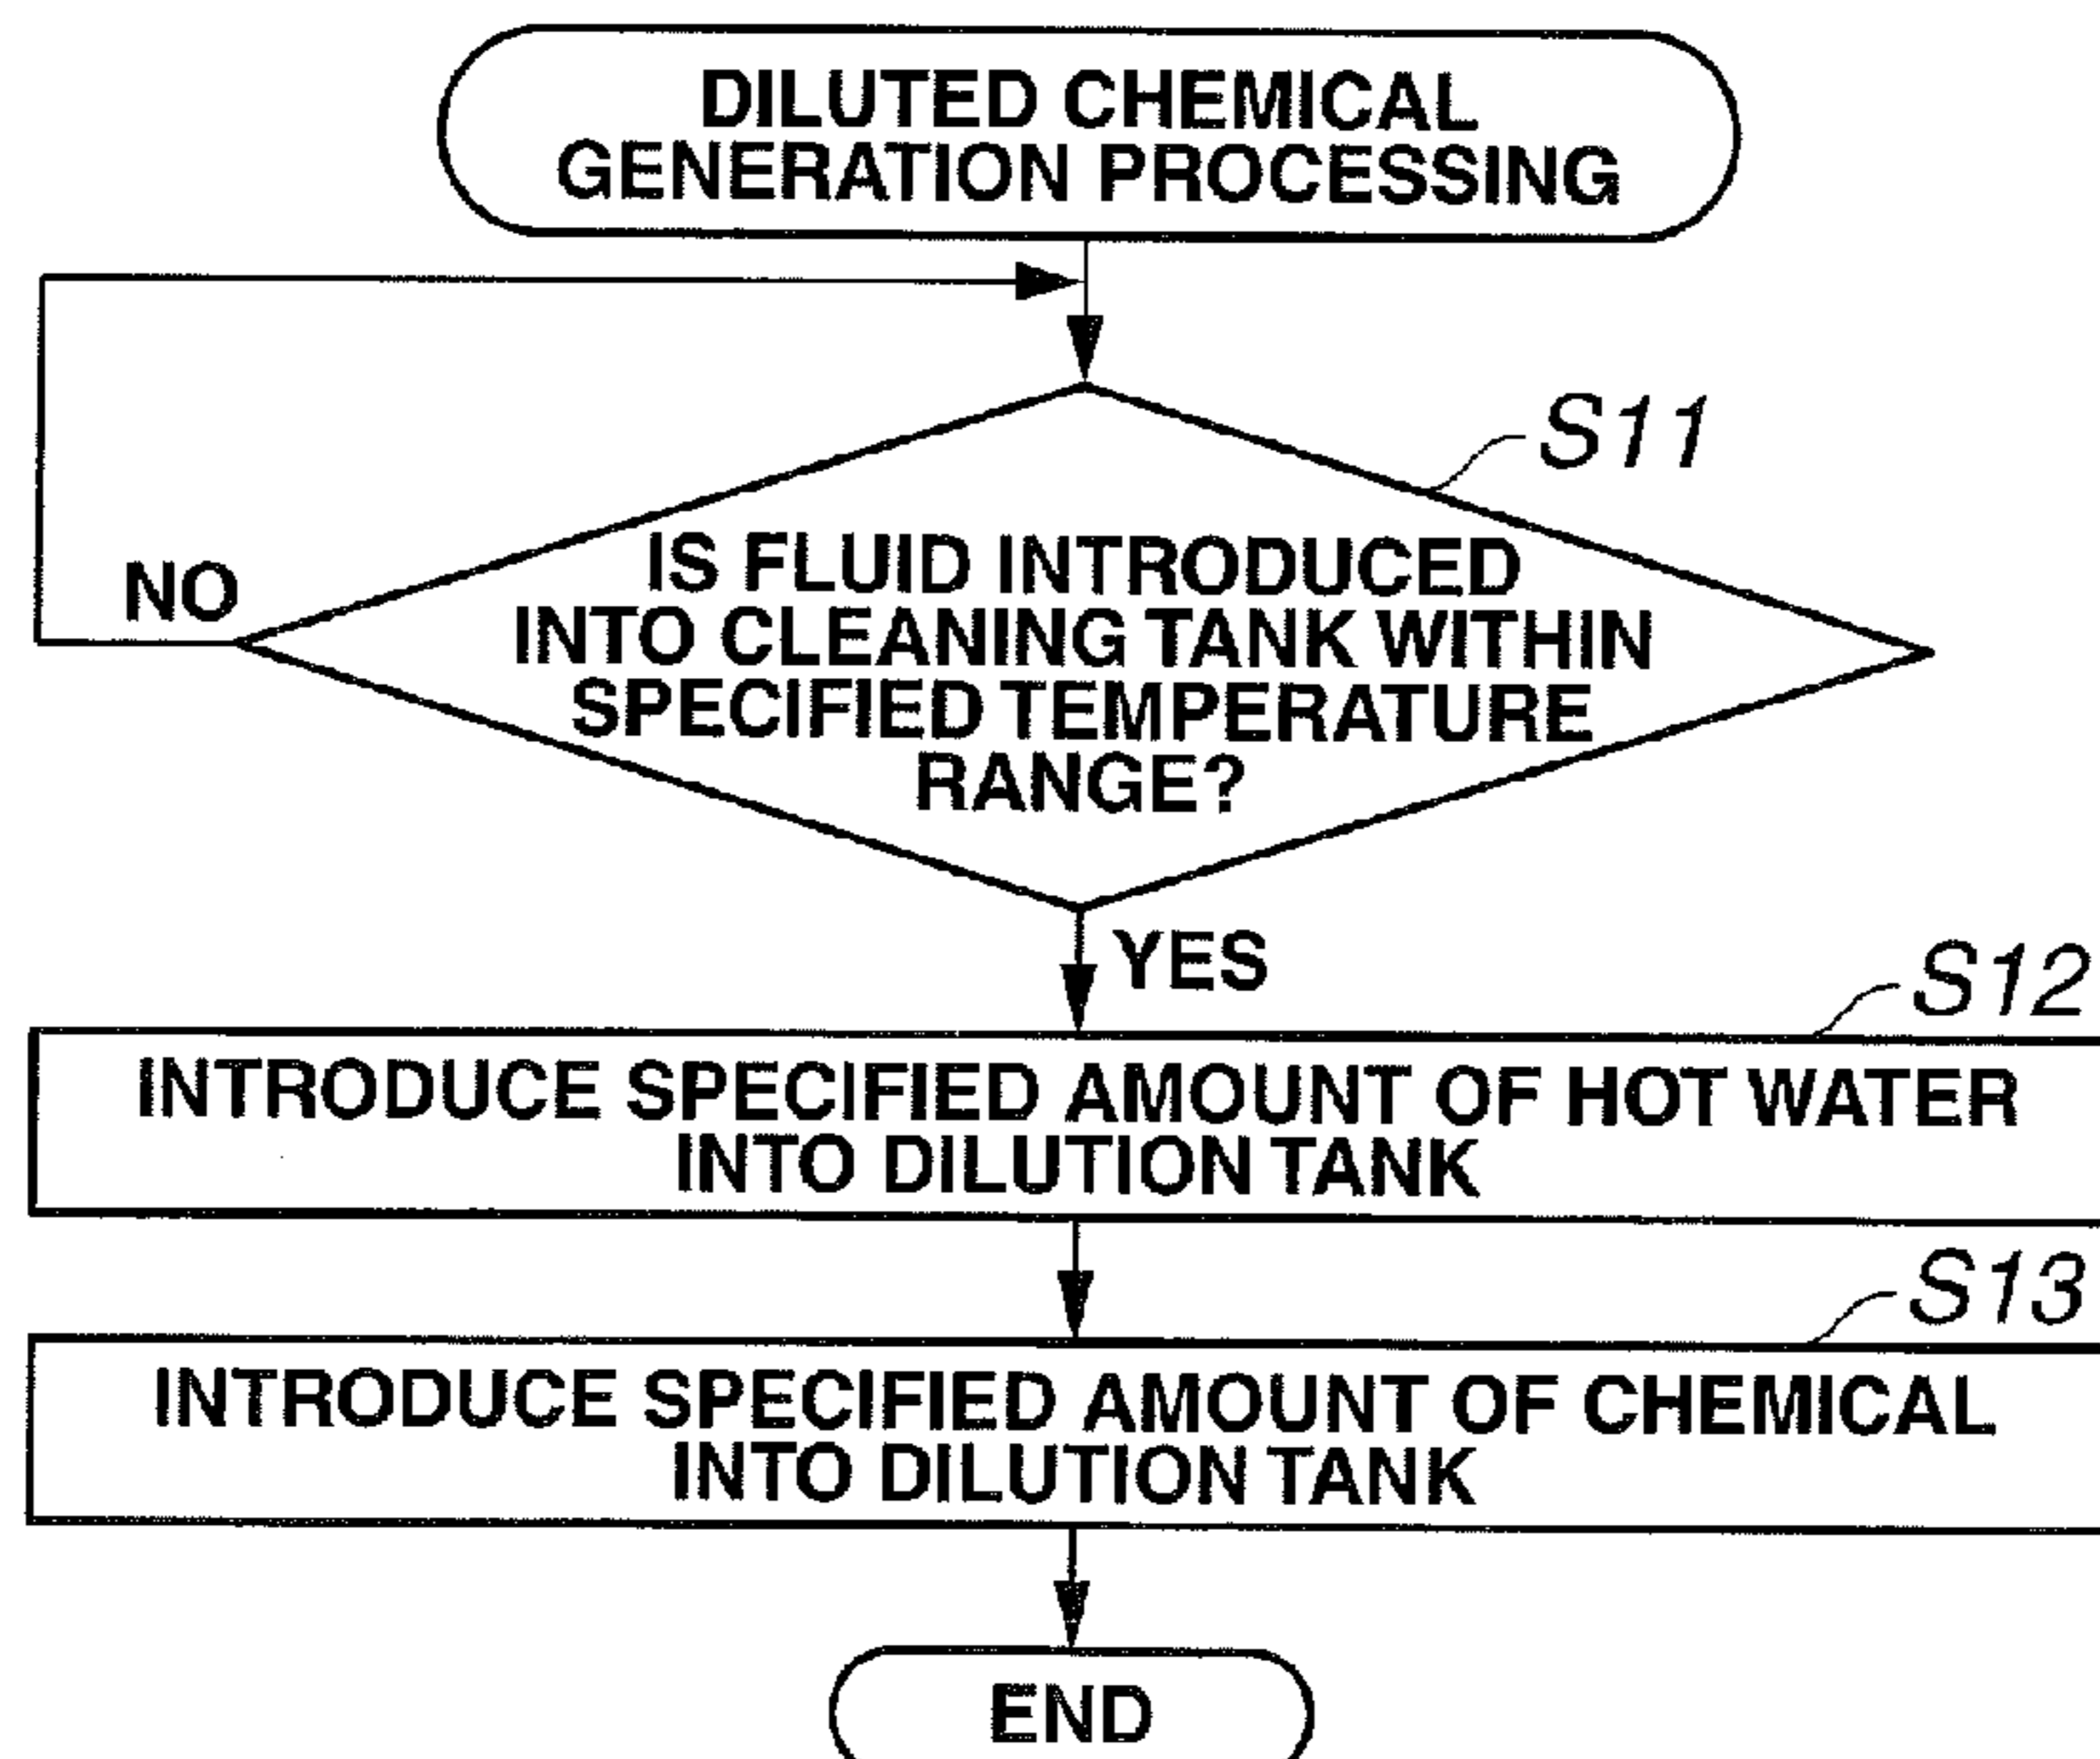 DILUTED CHEMICAL
GENERATION PROCESSING
S11
IS FLUID INTRODUCED
INTO CLEANING TANK WITHIN
SPECIFIED TEMPERATURE
RANGE?
NO
YES
S12
INTRODUCE SPECIFIED AMOUNT OF HOT WATER
INTO DILUTION TANK
S13
INTRODUCE SPECIFIED AMOUNT OF CHEMICAL
INTO DILUTION TANK
END